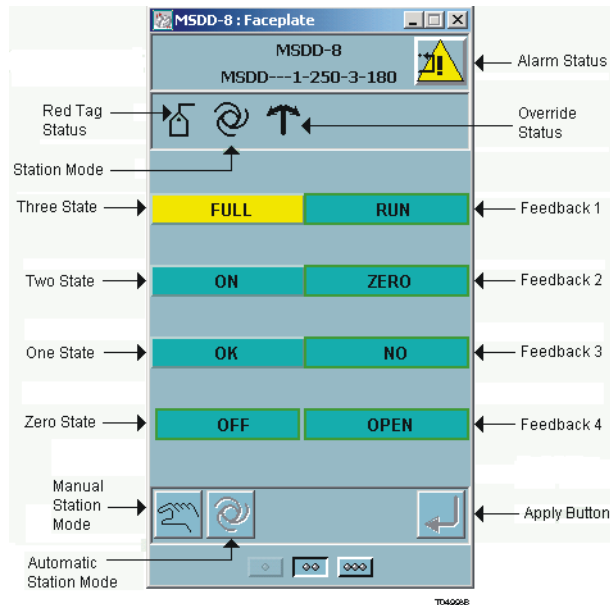 MSDD-8 : Faceplate
MSDD-8
MSDD---1-250-3-180
Alarm Status
Red Tag
Status
Override
Status
Station Mode
Three State
FULL
RUN
Feedback 1
Two State
ON
ZERO
Feedback 2
One State
OK
NO
Feedback 3
Zero State
OFF
OPEN
Feedback 4
Manual
Station
Mode
Apply Button
Automatic
Station Mode
T04998B